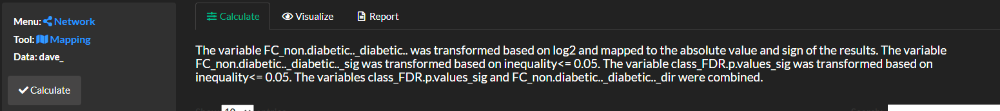 Menu: Network
Tool: Mapping
Data: dave_
Calculate
Calculate Visualize Report
The variable FC_non.diabetic.._diabetic.. was transformed based on log2 and mapped to the absolute value and sign of the results. The variable
FC_non.diabetic.._diabetic.._sig was transformed based on inequality<= 0.05. The variable class_FDR.p.values_sig was transformed based on
inequality<= 0.05. The variables class_FDR.p.values_sig and FC_non.diabetic.._diabetic.._dir were combined.
10